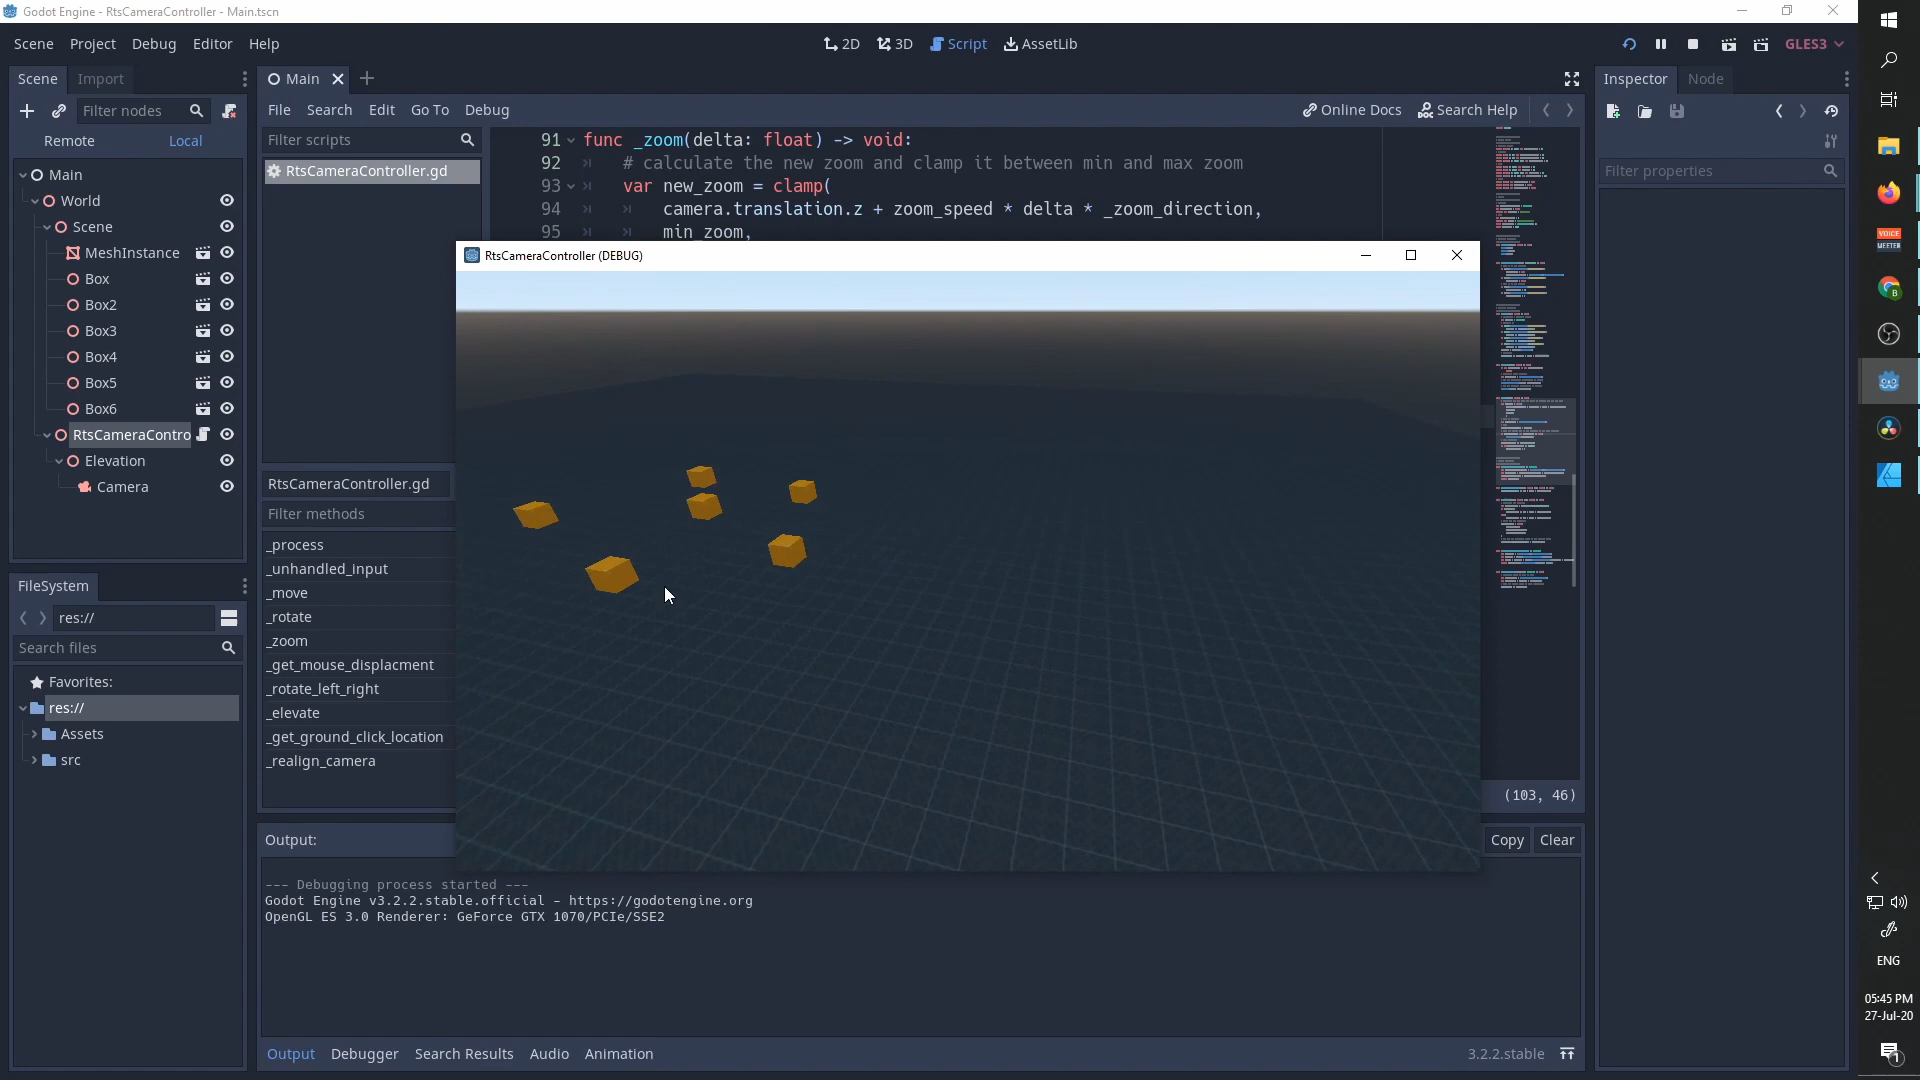 Godot Engine - RtsCameraController - Main.tscn
Scene Project Debug Editor Help
2D 3D Script AssetLib
GLES3
Scene Import
Main
Inspector Node
Filter nodes
File Search Edit Go To Debug
Online Docs Search Help
Remote Local
Filter scripts
RtsCameraController.gd
Filter properties
Main
World
Scene
MeshInstance
Box
Box2
Box3
Box4
Box5
Box6
RtsCameraContro
Elevation
Camera
91 func _zoom(delta: float) -> void:
92 # calculate the new zoom and clamp it between min and max zoom
93 var new_zoom = clamp(
94 camera.translation.z + zoom_speed * delta * _zoom_direction,
95 min_zoom,
RtsCameraController (DEBUG)
RtsCameraController.gd
Filter methods
_process
_unhandled_input
_move
_rotate
_zoom
_get_mouse_displacment
_rotate_left_right
_elevate
_get_ground_click_location
_realign_camera
(103, 46)
FileSystem
res://
Search files
Favorites:
res://
Assets
src
Output:
Copy Clear
--- Debugging process started ---
Godot Engine v3.2.2.stable.official - https://godotengine.org
OpenGL ES 3.0 Renderer: GeForce GTX 1070/PCIe/SSE2
Output Debugger Search Results Audio Animation
3.2.2.stable
VOICE
MEETER
B
ENG
05:45 PM
27-Jul-20
1